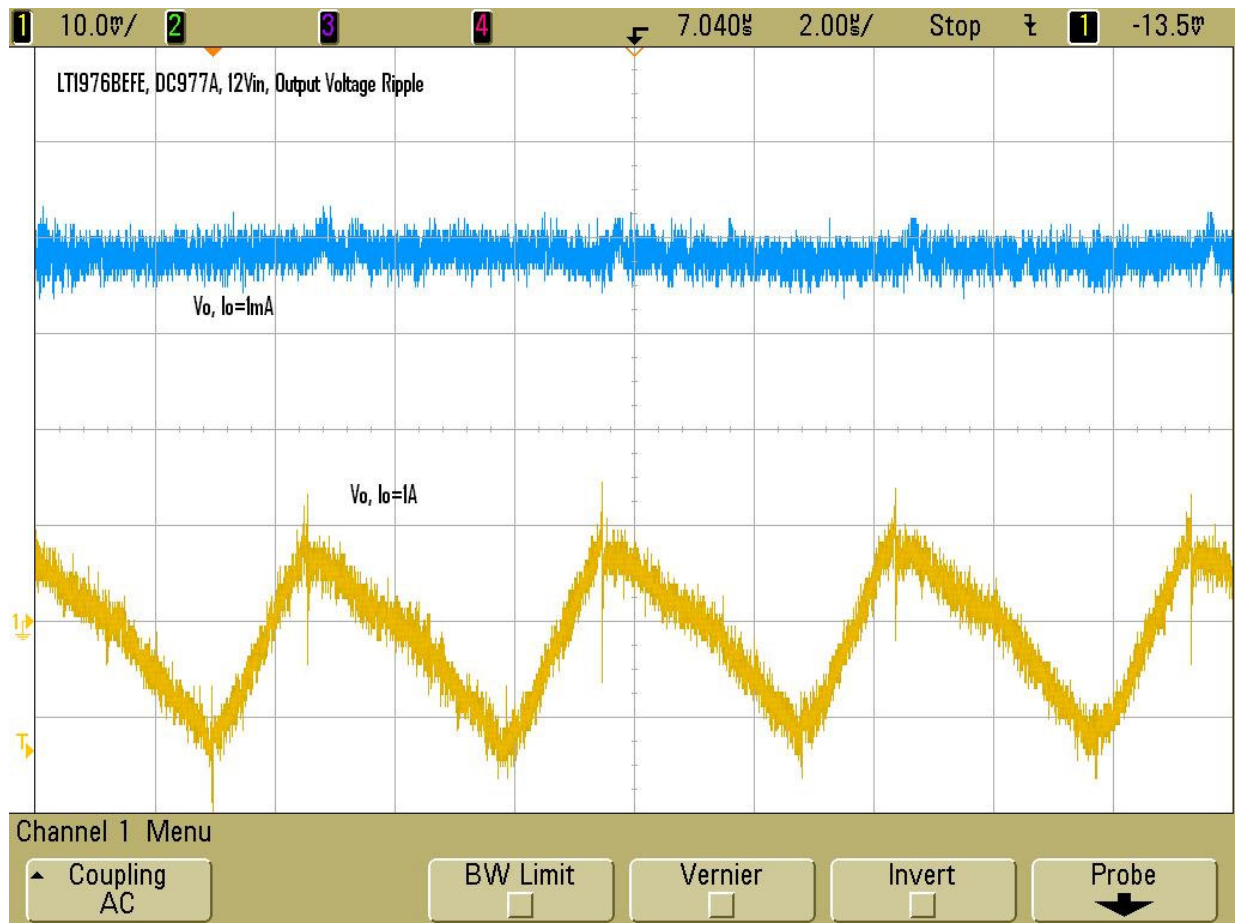 1 10.0mV/ 2 3 4 7.040µs 2.00µs/ Stop 1 -13.5mV
LT1976BEFE, DC977A, 12Vin, Output Voltage Ripple
Vo, Io=1mA
Vo, Io=1A
1
T
Channel 1 Menu
Coupling
AC
BW Limit
Vernier
Invert
Probe